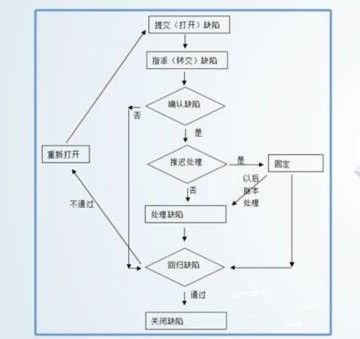 提交（打开）缺陷
指派（转交）缺陷
确认缺陷
否
是
重新打开
推迟处理
是
固定
否
以后
版本
处理
不通过
处理缺陷
回归缺陷
通过
关闭缺陷